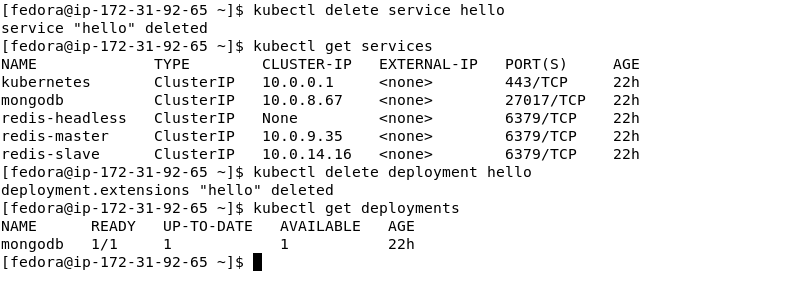 [fedora@ip-172-31-92-65 ~]$ kubectl delete service hello
service "hello" deleted
[fedora@ip-172-31-92-65 ~]$ kubectl get services
NAME             TYPE        CLUSTER-IP   EXTERNAL-IP   PORT(S)     AGE
kubernetes       ClusterIP   10.0.0.1     <none>        443/TCP     22h
mongodb          ClusterIP   10.0.8.67    <none>        27017/TCP   22h
redis-headless   ClusterIP   None         <none>        6379/TCP    22h
redis-master     ClusterIP   10.0.9.35    <none>        6379/TCP    22h
redis-slave      ClusterIP   10.0.14.16   <none>        6379/TCP    22h
[fedora@ip-172-31-92-65 ~]$ kubectl delete deployment hello
deployment.extensions "hello" deleted
[fedora@ip-172-31-92-65 ~]$ kubectl get deployments
NAME      READY   UP-TO-DATE   AVAILABLE   AGE
mongodb   1/1     1            1           22h
[fedora@ip-172-31-92-65 ~]$